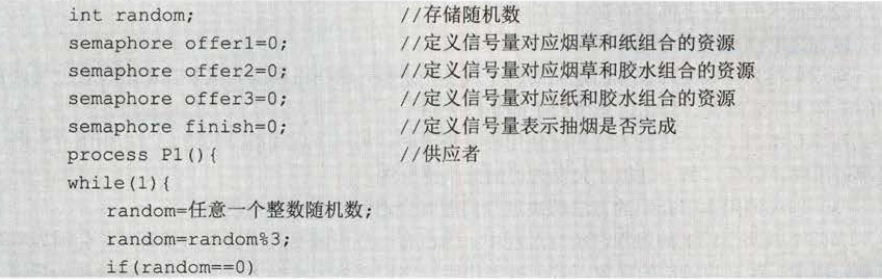 int random; //存储随机数
semaphore offer1=0; //定义信号量对应烟草和纸组合的资源
semaphore offer2=0; //定义信号量对应烟草和胶水组合的资源
semaphore offer3=0; //定义信号量对应纸和胶水组合的资源
semaphore finish=0; //定义信号量表示抽烟是否完成
process P1(){ //供应者
while(1){
random=任意一个整数随机数;
random=random%3;
if(random==0)